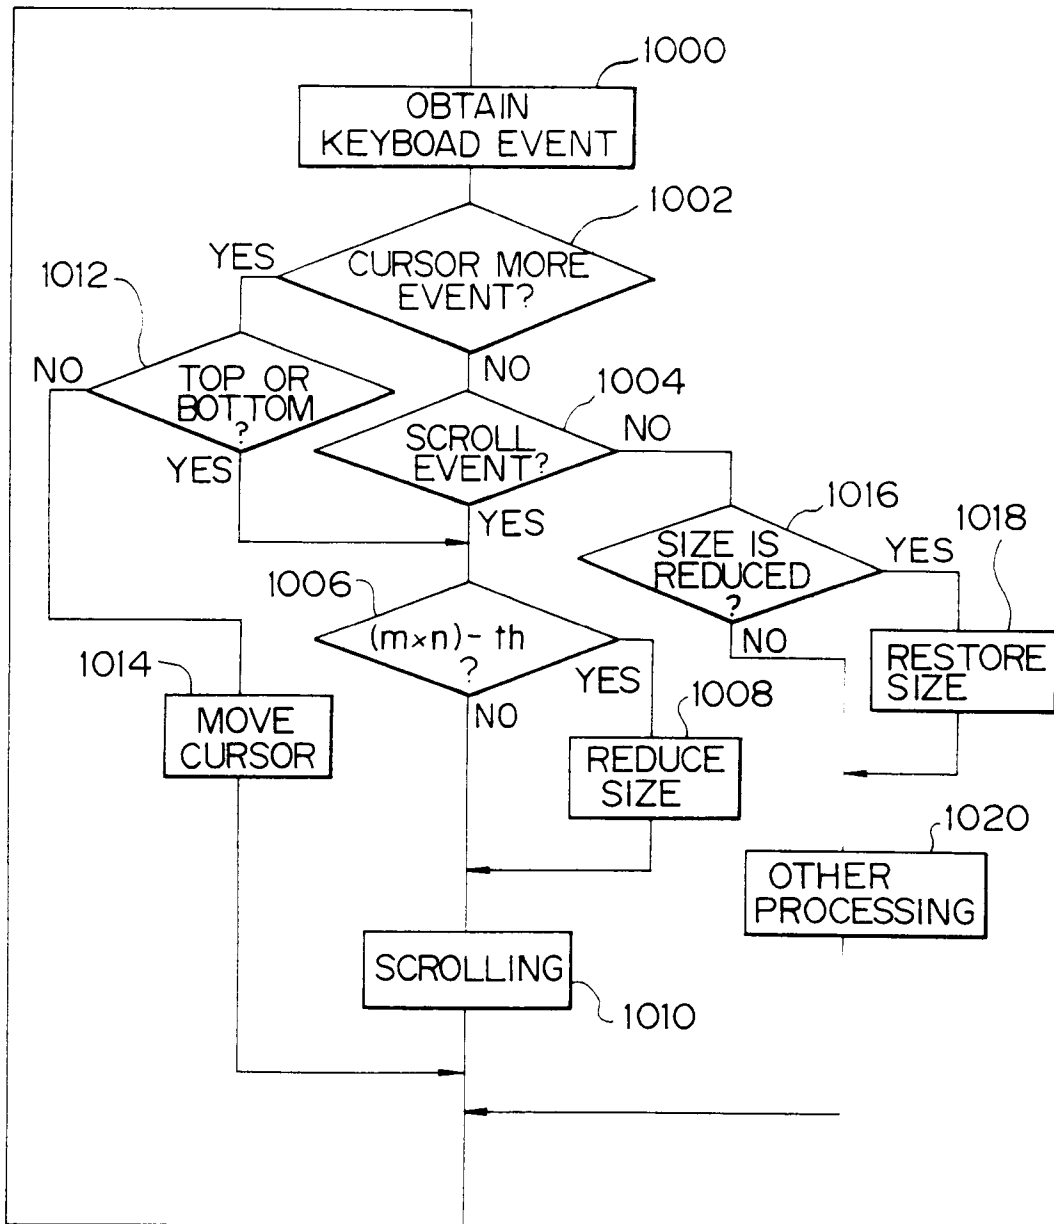 1000
OBTAIN
KEYBOAD EVENT
1002
YES
CURSOR MORE
EVENT?
1012
NO
NO
TOP OR
BOTTOM
?
YES
1004
NO
SCROLL
EVENT?
YES
1016
SIZE IS
REDUCED
?
YES
NO
1018
RESTORE
SIZE
1006
(m×n)-th
?
YES
NO
1014
MOVE
CURSOR
1008
REDUCE
SIZE
1020
OTHER
PROCESSING
SCROLLING
1010